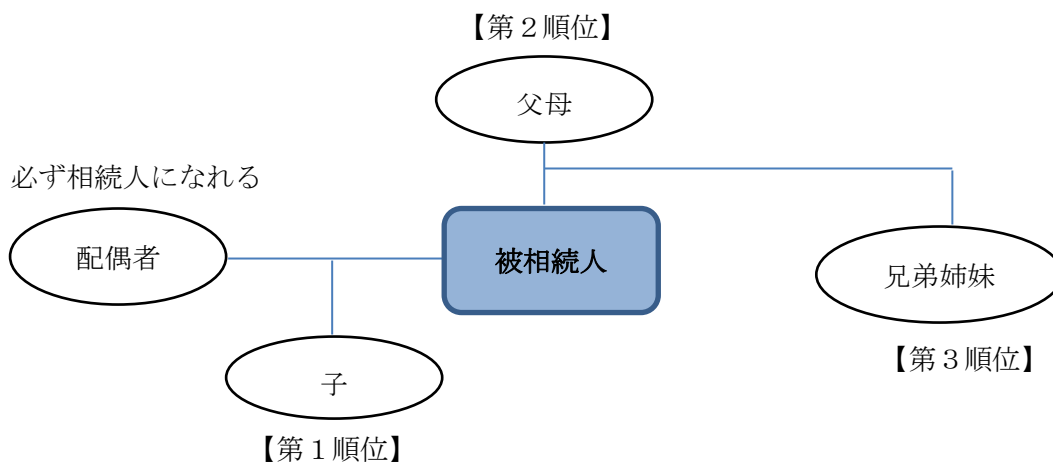 【第２順位】
父母
必ず相続人になれる
配偶者
被相続人
兄弟姉妹
【第３順位】
子
【第１順位】